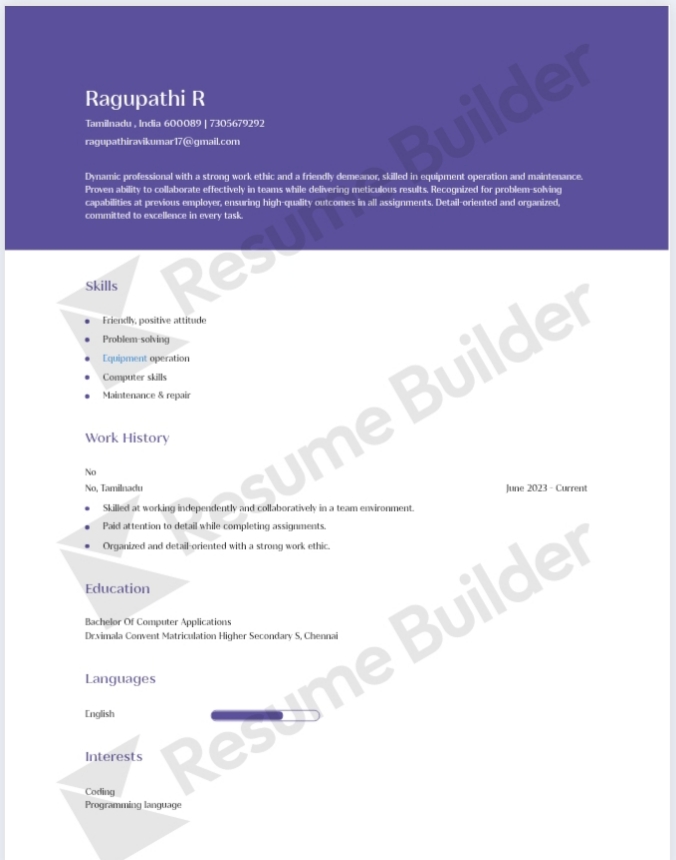 Ragupathi R
Tamilnadu , India 600089 | 7305679292
ragupathiravikumar17@gmail.com
Dynamic professional with a strong work ethic and a friendly demeanor, skilled in equipment operation and maintenance.
Proven ability to collaborate effectively in teams while delivering meticulous results. Recognized for problem-solving
capabilities at previous employer, ensuring high-quality outcomes in all assignments. Detail-oriented and organized,
committed to excellence in every task.
Resume Builder
Skills
Friendly, positive attitude
Problem-solving
Equipment operation
Computer skills
Maintenance & repair
Work History
No
No, Tamilnadu June 2023 - Current
Skilled at working independently and collaboratively in a team environment.
Paid attention to detail while completing assignments.
Organized and detail-oriented with a strong work ethic.
Resume Builder
Education
Bachelor Of Computer Applications
Dr.vimala Convent Matriculation Higher Secondary S, Chennai
Languages
English
Resume Builder
Interests
Coding
Programming language